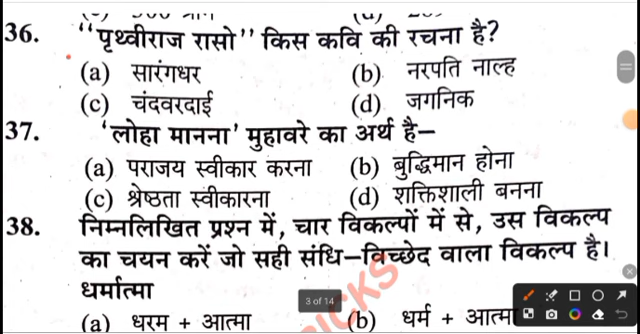 36. ‘‘पृथ्वीराज रासो’’ किस कवि की रचना है?
(a) सारंगधर (b) नरपति नाल्ह
(c) चंदवरदाई (d) जगनिक
37. ‘लोहा मानना’ मुहावरे का अर्थ है–
(a) पराजय स्वीकार करना (b) बुद्धिमान होना
(c) श्रेष्ठता स्वीकारना (d) शक्तिशाली बनना
38. निम्नलिखित प्रश्न में, चार विकल्पों में से, उस विकल्प
का चयन करें जो सही संधि–विच्छेद वाला विकल्प है।
धर्मात्मा
3 of 14
(a) धरम + आत्मा (b) धर्म + आत्मा